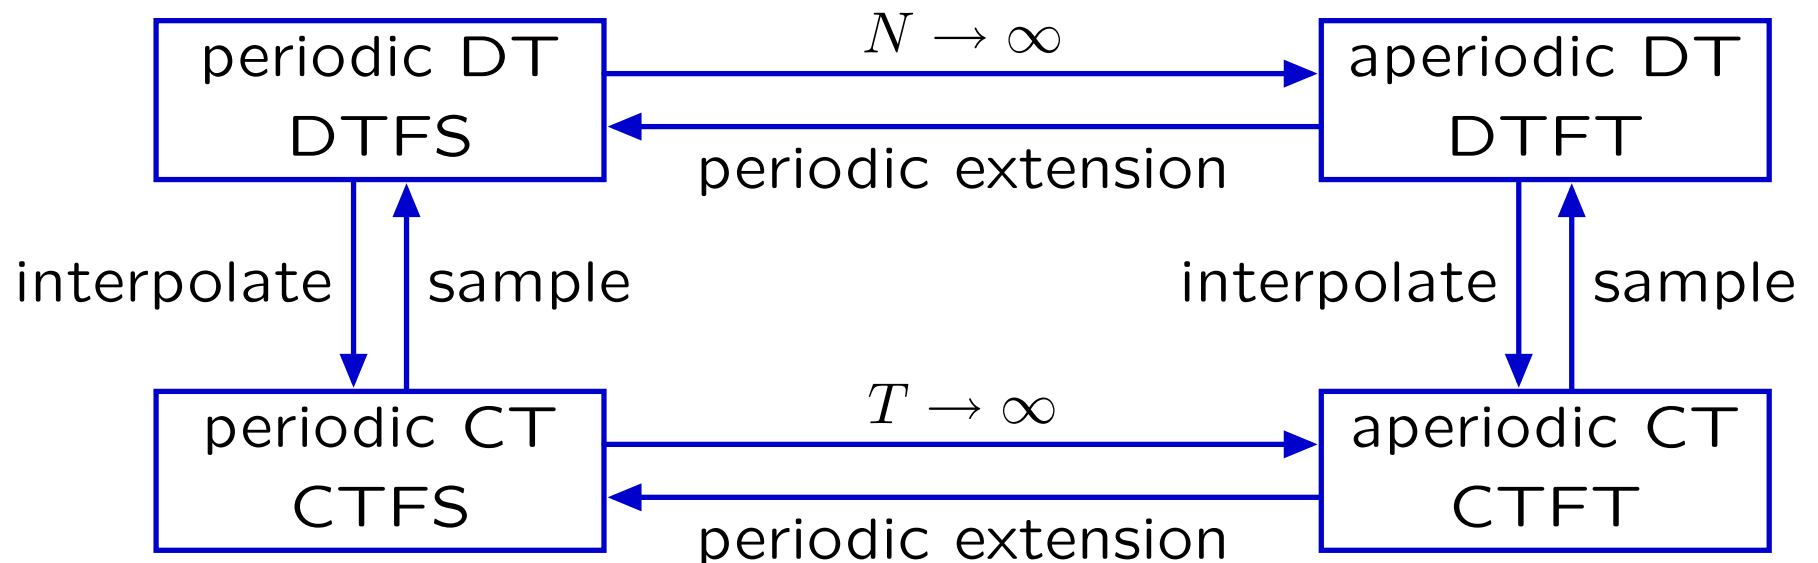 periodic DT
DTFS
N → ∞
periodic extension
aperiodic DT
DTFT
interpolate
sample
interpolate
sample
periodic CT
CTFS
T → ∞
periodic extension
aperiodic CT
CTFT